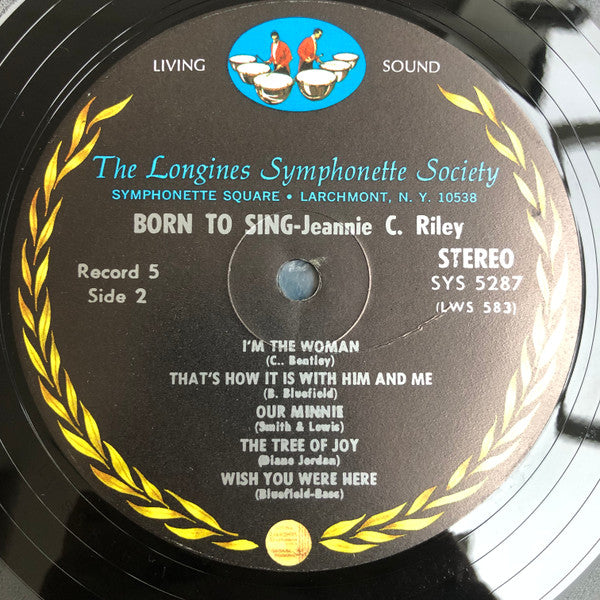 LIVING SOUND
The Longines Symphonette Society
SYMPHONETTE SQUARE • LARCHMONT, N. Y. 10538
BORN TO SING-Jeannie C. Riley
Record 5
Side 2
STEREO
SYS 5287
(LWS 583)
I'M THE WOMAN
(C.. Beatley)
THAT'S HOW IT IS WITH HIM AND ME
(B. Bluefield)
OUR MINNIE
(Smith & Lewis)
THE TREE OF JOY
(Diane Jordan)
WISH YOU WERE HERE
(Bluefield-Bacs)